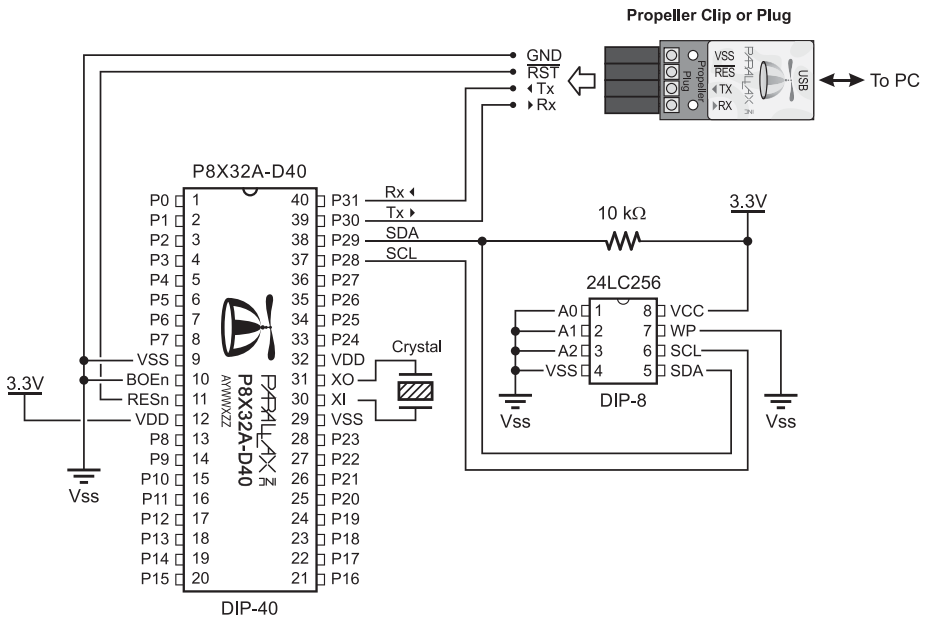 Propeller Clip or Plug
GND
RST
Tx
Rx
Propeller Plug
VSS
RES
TX
RX
PARALLAX
USB
To PC
P8X32A-D40
P0 1 40 P31 Rx
P1 2 39 P30 Tx
P2 3 38 P29 SDA
P3 4 37 P28 SCL
P4 5 36 P27
P5 6 35 P26
P6 7 34 P25
P7 8 33 P24
VSS 9 32 VDD
BOEn 10 31 XO
RESn 11 30 XI
VDD 12 29 VSS
P8 13 28 P23
P9 14 27 P22
P10 15 26 P21
P11 16 25 P20
P12 17 24 P19
P13 18 23 P18
P14 19 22 P17
P15 20 21 P16
PARALLAX
P8X32A-D40
AYWWXZZ
DIP-40
3.3V
Vss
Crystal
10 kΩ
3.3V
24LC256
A0 1 8 VCC
A1 2 7 WP
A2 3 6 SCL
VSS 4 5 SDA
DIP-8
Vss
Vss